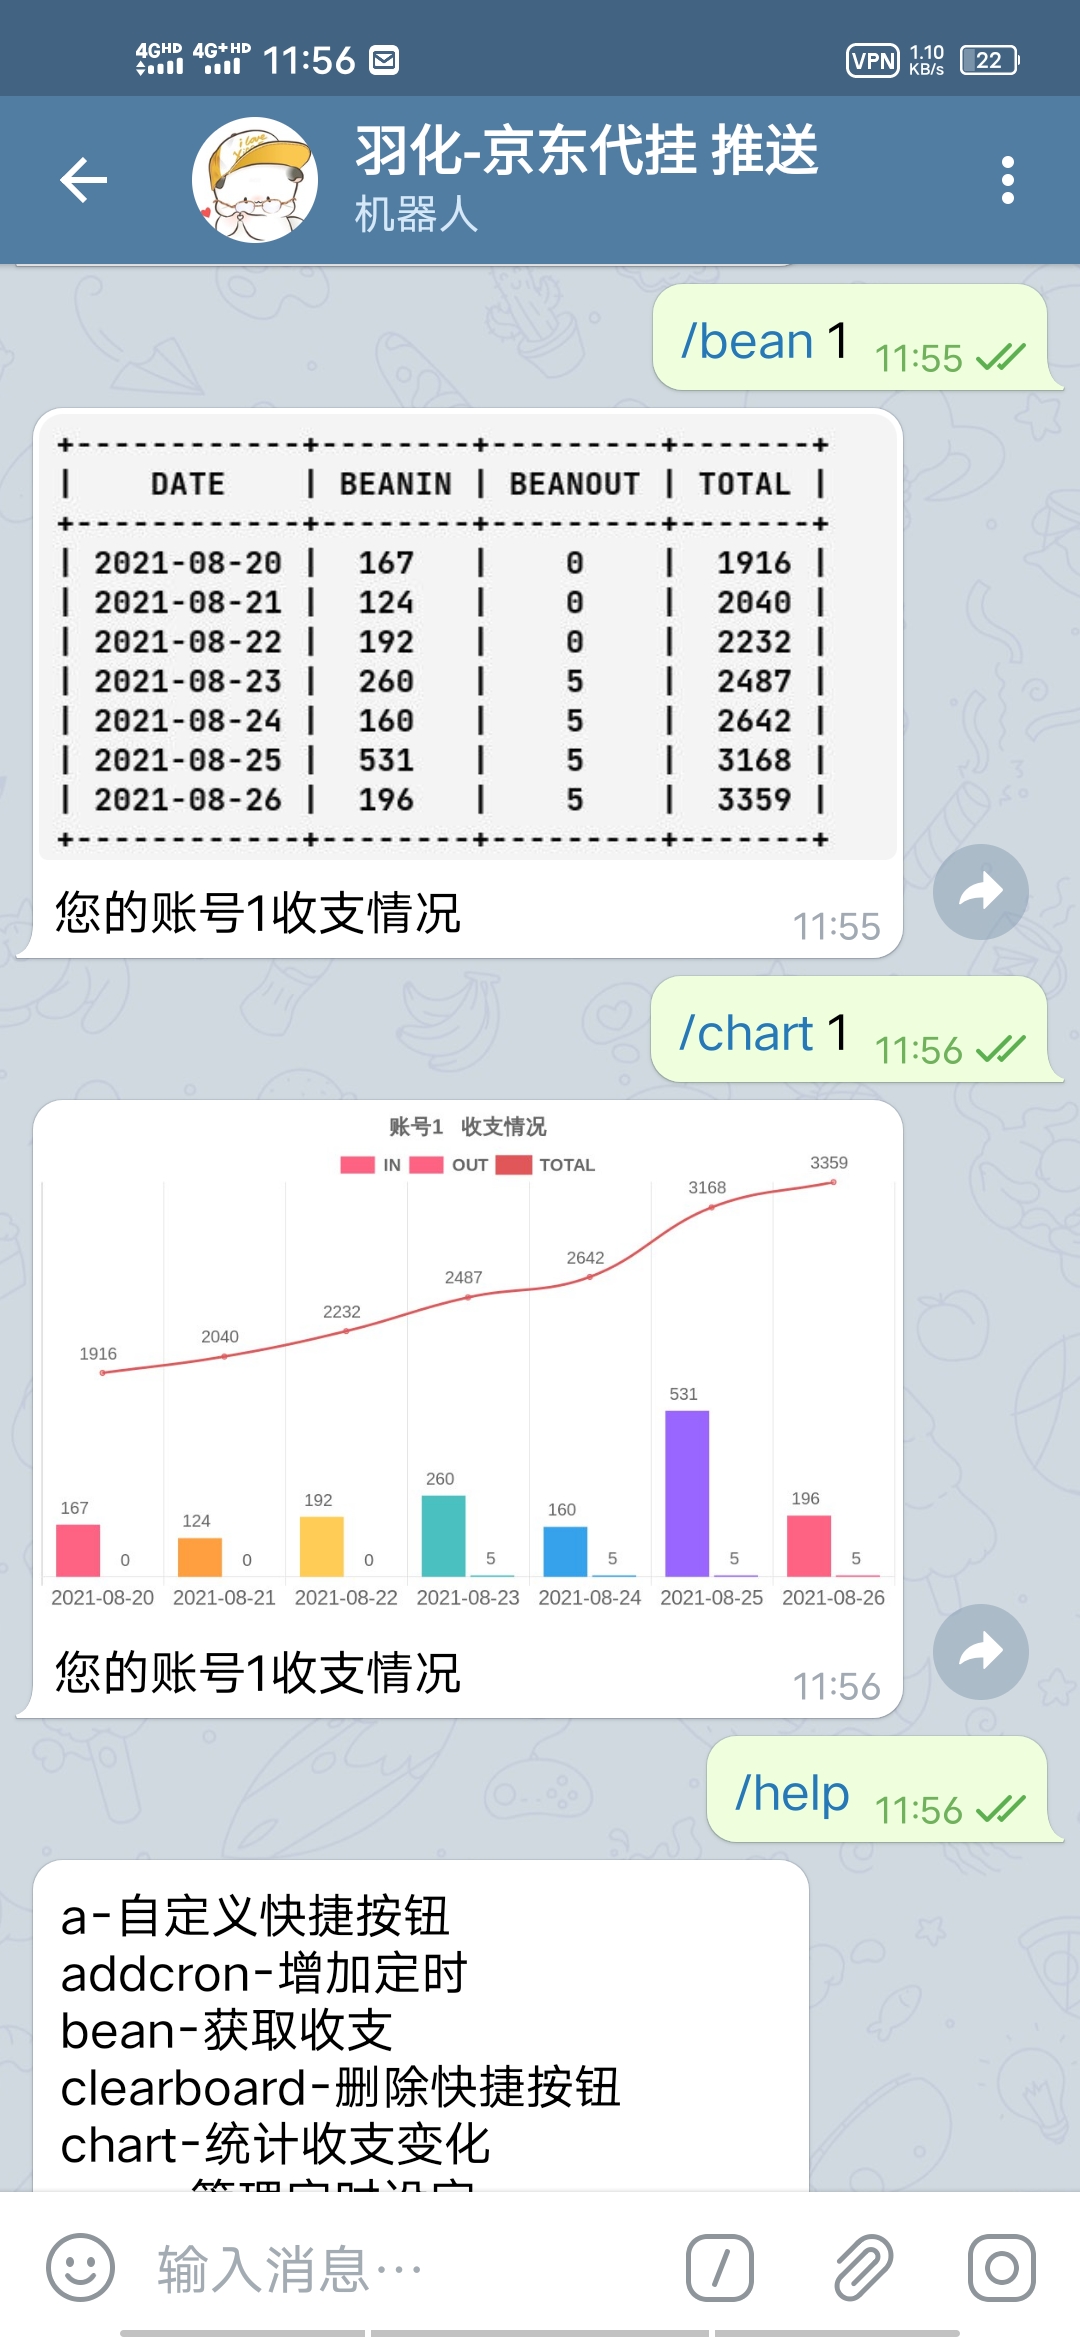 4GHD 4G+HD 11:56 VPN 1.10 KB/s 22
羽化-京东代挂 推送
机器人
/bean 1 11:55
+------------+--------+---------+-------+
|    DATE    | BEANIN | BEANOUT | TOTAL |
+------------+--------+---------+-------+
| 2021-08-20 |  167   |    0    |  1916 |
| 2021-08-21 |  124   |    0    |  2040 |
| 2021-08-22 |  192   |    0    |  2232 |
| 2021-08-23 |  260   |    5    |  2487 |
| 2021-08-24 |  160   |    5    |  2642 |
| 2021-08-25 |  531   |    5    |  3168 |
| 2021-08-26 |  196   |    5    |  3359 |
+------------+--------+---------+-------+
您的账号1收支情况 11:55
/chart 1 11:56
账号1 收支情况
IN OUT TOTAL
1916 2040 2232 2487 2642 3168 3359
167 0 124 0 192 0 260 5 160 5 531 5 196 5
2021-08-20 2021-08-21 2021-08-22 2021-08-23 2021-08-24 2021-08-25 2021-08-26
您的账号1收支情况 11:56
/help 11:56
a-自定义快捷按钮
addcron-增加定时
bean-获取收支
clearboard-删除快捷按钮
chart-统计收支变化
输入消息…